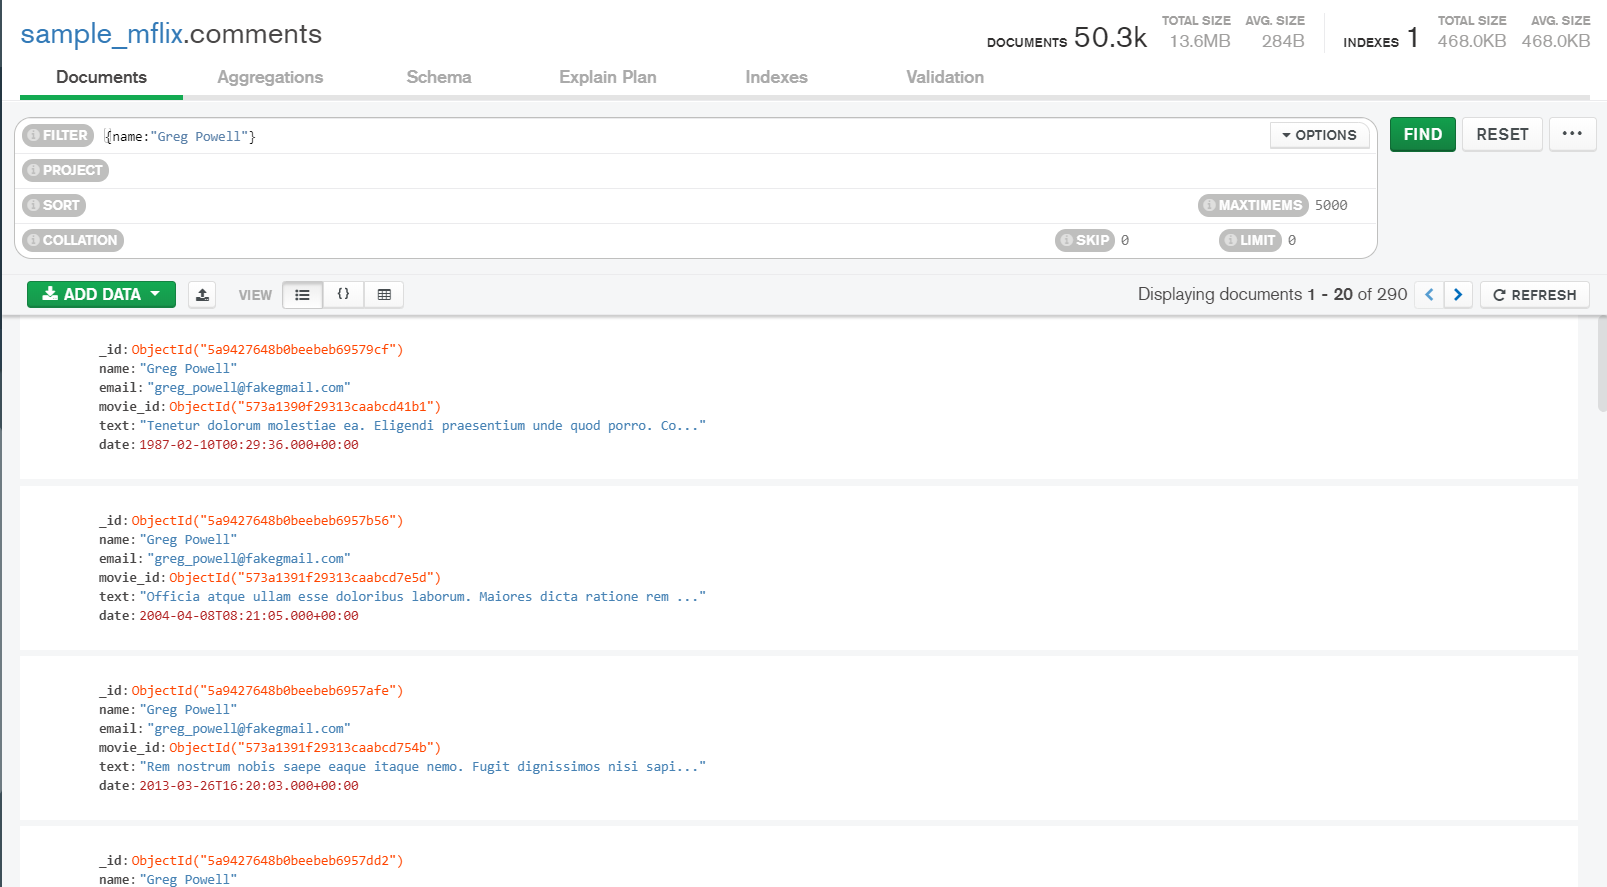 sample_mflix.comments
DOCUMENTS 50.3k TOTAL SIZE 13.6MB AVG. SIZE 284B INDEXES 1 TOTAL SIZE 468.0KB AVG. SIZE 468.0KB
Documents Aggregations Schema Explain Plan Indexes Validation
FILTER {name:"Greg Powell"} OPTIONS FIND RESET ...
PROJECT
SORT MAXTIMEMS 5000
COLLATION SKIP 0 LIMIT 0
ADD DATA VIEW {} Displaying documents 1 - 20 of 290 REFRESH
_id: ObjectId("5a9427648b0beebeb69579cf")
name: "Greg Powell"
email: "greg_powell@fakegmail.com"
movie_id: ObjectId("573a1390f29313caabcd41b1")
text: "Tenetur dolorum molestiae ea. Eligendi praesentium unde quod porro. Co..."
date: 1987-02-10T00:29:36.000+00:00
_id: ObjectId("5a9427648b0beebeb6957b56")
name: "Greg Powell"
email: "greg_powell@fakegmail.com"
movie_id: ObjectId("573a1391f29313caabcd7e5d")
text: "Officia atque ullam esse doloribus laborum. Maiores dicta ratione rem ..."
date: 2004-04-08T08:21:05.000+00:00
_id: ObjectId("5a9427648b0beebeb6957afe")
name: "Greg Powell"
email: "greg_powell@fakegmail.com"
movie_id: ObjectId("573a1391f29313caabcd754b")
text: "Rem nostrum nobis saepe eaque itaque nemo. Fugit dignissimos nisi sapi..."
date: 2013-03-26T16:20:03.000+00:00
_id: ObjectId("5a9427648b0beebeb6957dd2")
name: "Greg Powell"